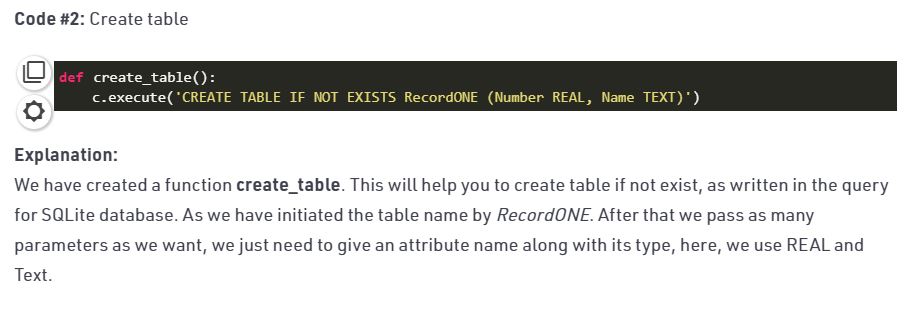 Code #2: Create table
def create_table():
    c.execute('CREATE TABLE IF NOT EXISTS RecordONE (Number REAL, Name TEXT)')
Explanation:
We have created a function create_table. This will help you to create table if not exist, as written in the query
for SQLite database. As we have initiated the table name by RecordONE. After that we pass as many
parameters as we want, we just need to give an attribute name along with its type, here, we use REAL and
Text.